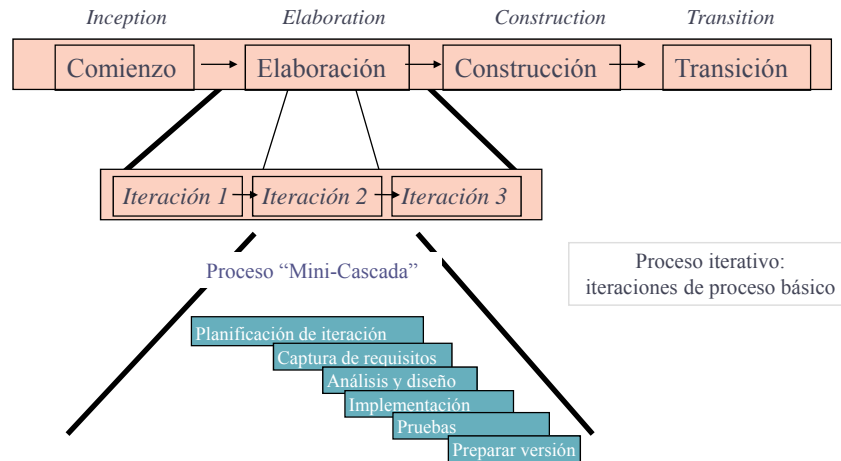 Inception Elaboration Construction Transition
Comienzo Elaboración Construcción Transición
Iteración 1 Iteración 2 Iteración 3
Proceso “Mini-Cascada”
Proceso iterativo:
iteraciones de proceso básico
Planificación de iteración
Captura de requisitos
Análisis y diseño
Implementación
Pruebas
Preparar versión